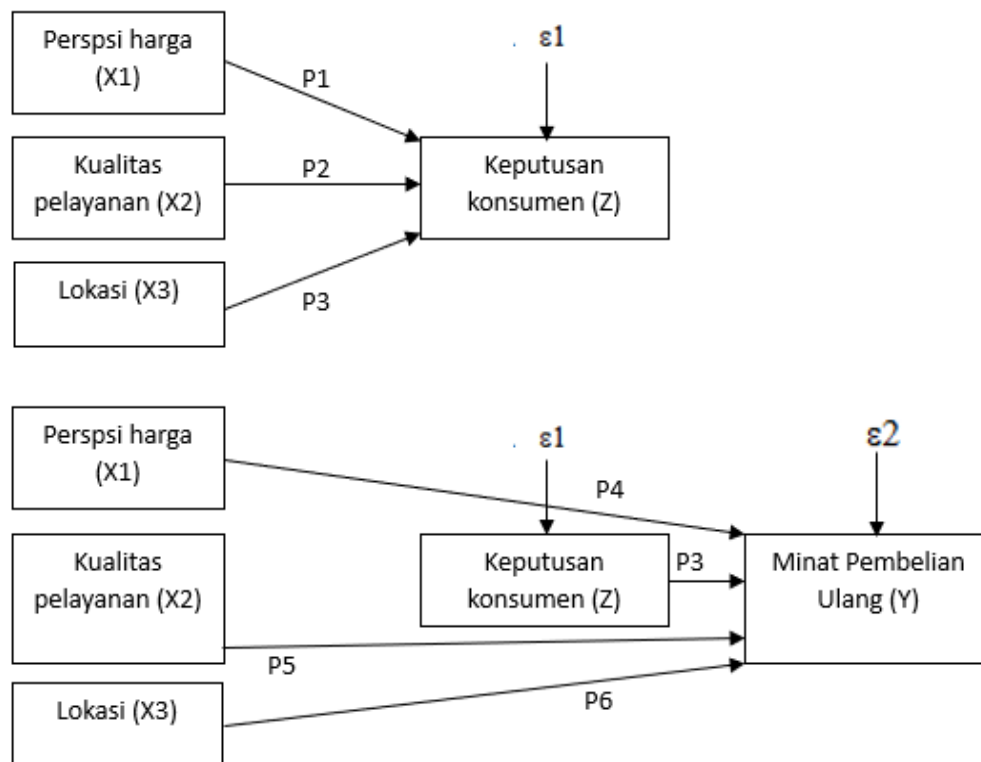 Perspsi harga
(X1)
. ε1
P1
Kualitas
pelayanan (X2)
P2
Keputusan
konsumen (Z)
Lokasi (X3)
P3
Perspsi harga
(X1)
. ε1
ε2
P4
Kualitas
pelayanan (X2)
Keputusan
konsumen (Z)
P3
Minat Pembelian
Ulang (Y)
P5
Lokasi (X3)
P6